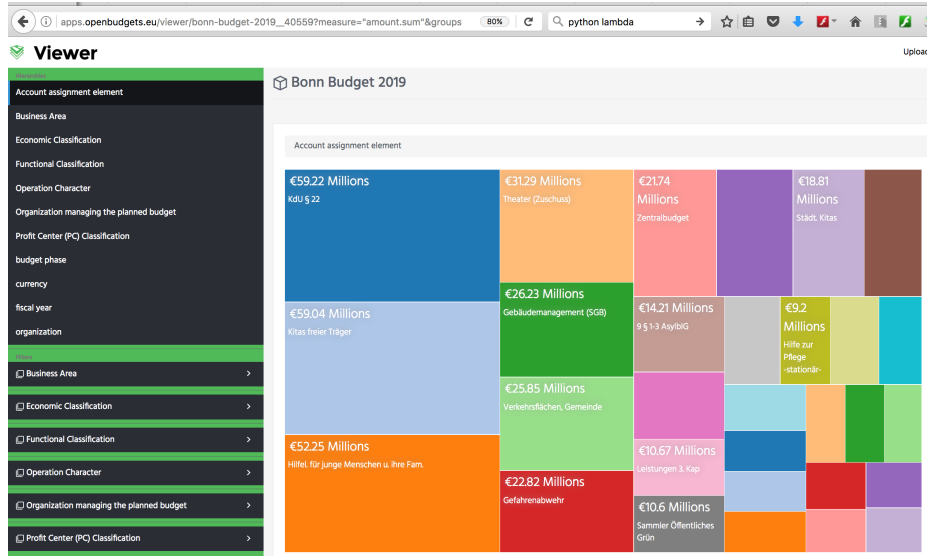 apps.openbudgets.eu/viewer/bonn-budget-2019__40559?measure="amount.sum"&groups
80%
python lambda
Viewer
Upload
Hierarchies
Account assignment element
Business Area
Economic Classification
Functional Classification
Operation Character
Organization managing the planned budget
Profit Center (PC) Classification
budget phase
currency
fiscal year
organization
Filters
Business Area
Economic Classification
Functional Classification
Operation Character
Organization managing the planned budget
Profit Center (PC) Classification
Bonn Budget 2019
Account assignment element
€59.22 Millions
KdU § 22
€59.04 Millions
Kitas freier Träger
€52.25 Millions
Hilfel. für junge Menschen u. ihre Fam.
€31.29 Millions
Theater (Zuschuss)
€26.23 Millions
Gebäudemanagement (SGB)
€25.85 Millions
Verkehrsflächen, Gemeinde
€22.82 Millions
Gefahrenabwehr
€21.74
Millions
Zentralbudget
€18.81
Millions
Städt. Kitas
€14.21 Millions
9 § 1-3 AsylblG
€9.2
Millions
Hilfe zur
Pflege
-stationär-
€10.67 Millions
Leistungen 3. Kap
€10.6 Millions
Sammler Öffentliches
Grün